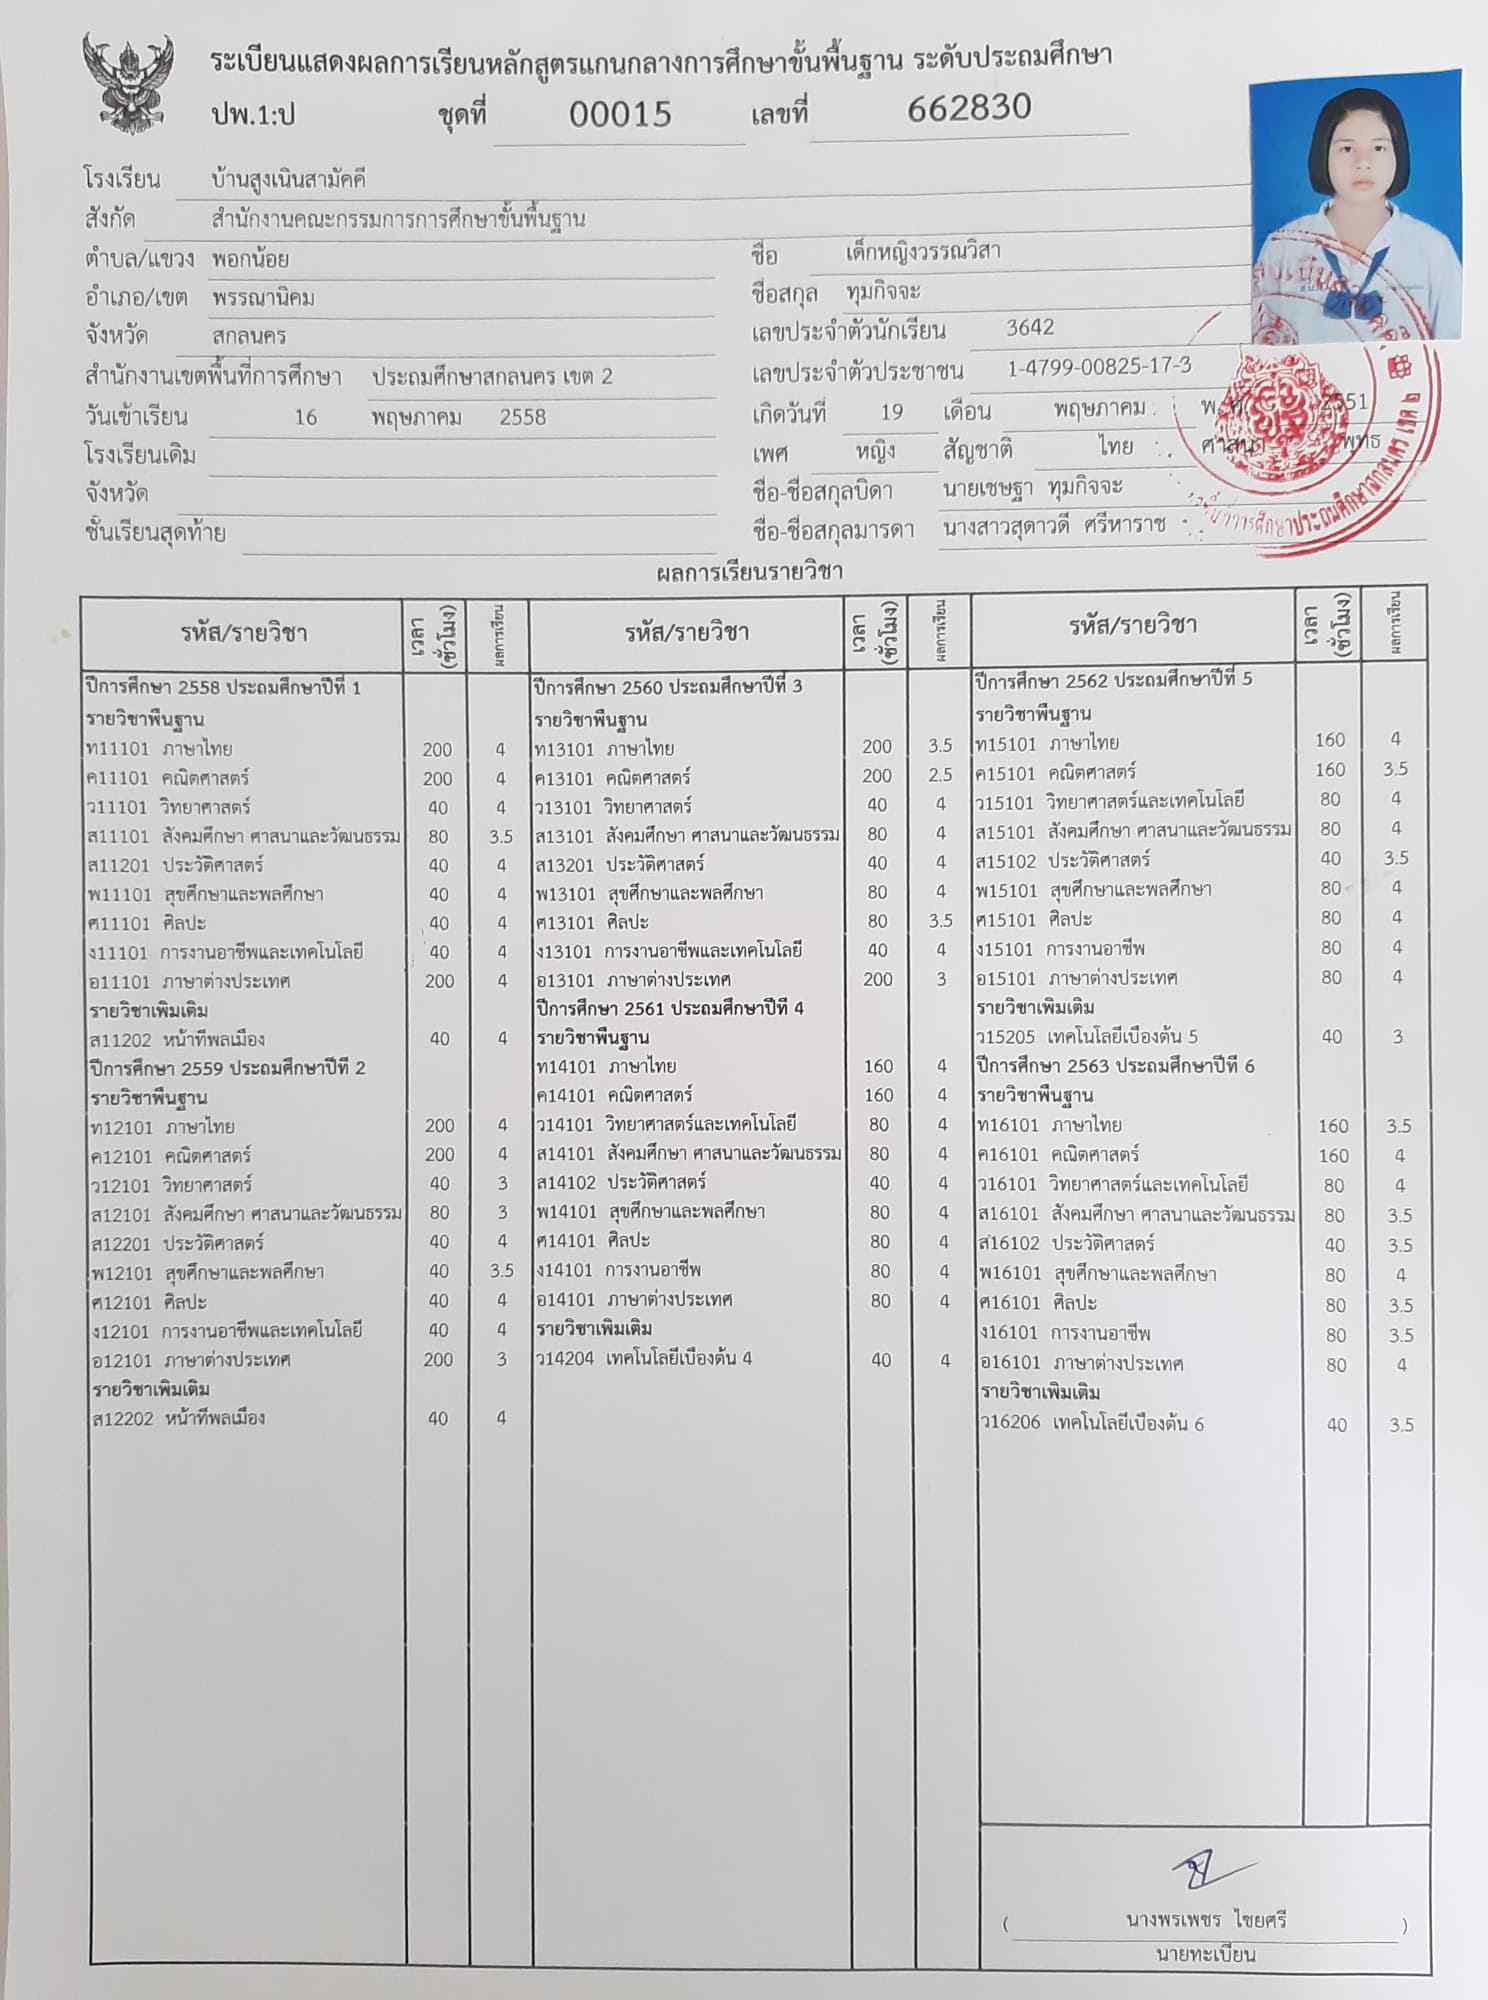 ระเบียนแสดงผลการเรียนหลักสูตรแกนกลางการศึกษาขั้นพื้นฐาน ระดับประถมศึกษา
ปพ.1:ป ชุดที่ 00015 เลขที่ 662830
โรงเรียน บ้านสูงเนินสามัคคี
สังกัด สำนักงานคณะกรรมการการศึกษาขั้นพื้นฐาน
ตำบล/แขวง พอกน้อย
อำเภอ/เขต พรรณานิคม
จังหวัด สกลนคร
สำนักงานเขตพื้นที่การศึกษา ประถมศึกษาสกลนคร เขต 2
วันเข้าเรียน 16 พฤษภาคม 2558
โรงเรียนเดิม
จังหวัด
ชั้นเรียนสุดท้าย
ชื่อ เด็กหญิงวรรณวิสา
ชื่อสกุล ทุมกิจจะ
เลขประจำตัวนักเรียน 3642
เลขประจำตัวประชาชน 1-4799-00825-17-3
เกิดวันที่ 19 เดือน พฤษภาคม พ.ศ. 2551
เพศ หญิง สัญชาติ ไทย ศาสนา พุทธ
ชื่อ-ชื่อสกุลบิดา นายเชษฐา ทุมกิจจะ
ชื่อ-ชื่อสกุลมารดา นางสาวสุดาวดี ศรีหาราช
ผลการเรียนรายวิชา
รหัส/รายวิชา เวลา (ชั่วโมง) ผลการเรียน
ปีการศึกษา 2558 ประถมศึกษาปีที่ 1
รายวิชาพื้นฐาน
ท11101 ภาษาไทย 200 4
ค11101 คณิตศาสตร์ 200 4
ว11101 วิทยาศาสตร์ 40 4
ส11101 สังคมศึกษา ศาสนาและวัฒนธรรม 80 3.5
ส11201 ประวัติศาสตร์ 40 4
พ11101 สุขศึกษาและพลศึกษา 40 4
ศ11101 ศิลปะ 40 4
ง11101 การงานอาชีพและเทคโนโลยี 40 4
อ11101 ภาษาต่างประเทศ 200 4
รายวิชาเพิ่มเติม
ส11202 หน้าที่พลเมือง 40 4
ปีการศึกษา 2559 ประถมศึกษาปีที่ 2
รายวิชาพื้นฐาน
ท12101 ภาษาไทย 200 4
ค12101 คณิตศาสตร์ 200 4
ว12101 วิทยาศาสตร์ 40 3
ส12101 สังคมศึกษา ศาสนาและวัฒนธรรม 80 3
ส12201 ประวัติศาสตร์ 40 4
พ12101 สุขศึกษาและพลศึกษา 40 3.5
ศ12101 ศิลปะ 40 4
ง12101 การงานอาชีพและเทคโนโลยี 40 4
อ12101 ภาษาต่างประเทศ 200 3
รายวิชาเพิ่มเติม
ส12202 หน้าที่พลเมือง 40 4
รหัส/รายวิชา เวลา (ชั่วโมง) ผลการเรียน
ปีการศึกษา 2560 ประถมศึกษาปีที่ 3
รายวิชาพื้นฐาน
ท13101 ภาษาไทย 200 3.5
ค13101 คณิตศาสตร์ 200 2.5
ว13101 วิทยาศาสตร์ 40 4
ส13101 สังคมศึกษา ศาสนาและวัฒนธรรม 80 4
ส13201 ประวัติศาสตร์ 40 4
พ13101 สุขศึกษาและพลศึกษา 80 4
ศ13101 ศิลปะ 80 3.5
ง13101 การงานอาชีพและเทคโนโลยี 40 4
อ13101 ภาษาต่างประเทศ 200 3
ปีการศึกษา 2561 ประถมศึกษาปีที่ 4
รายวิชาพื้นฐาน
ท14101 ภาษาไทย 160 4
ค14101 คณิตศาสตร์ 160 4
ว14101 วิทยาศาสตร์และเทคโนโลยี 80 4
ส14101 สังคมศึกษา ศาสนาและวัฒนธรรม 80 4
ส14102 ประวัติศาสตร์ 40 4
พ14101 สุขศึกษาและพลศึกษา 80 4
ศ14101 ศิลปะ 80 4
ง14101 การงานอาชีพ 80 4
อ14101 ภาษาต่างประเทศ 80 4
รายวิชาเพิ่มเติม
ว14204 เทคโนโลยีเบื้องต้น 4 40 4
รหัส/รายวิชา เวลา (ชั่วโมง) ผลการเรียน
ปีการศึกษา 2562 ประถมศึกษาปีที่ 5
รายวิชาพื้นฐาน
ท15101 ภาษาไทย 160 4
ค15101 คณิตศาสตร์ 160 3.5
ว15101 วิทยาศาสตร์และเทคโนโลยี 80 4
ส15101 สังคมศึกษา ศาสนาและวัฒนธรรม 80 4
ส15102 ประวัติศาสตร์ 40 3.5
พ15101 สุขศึกษาและพลศึกษา 80 4
ศ15101 ศิลปะ 80 4
ง15101 การงานอาชีพ 80 4
อ15101 ภาษาต่างประเทศ 80 4
รายวิชาเพิ่มเติม
ว15205 เทคโนโลยีเบื้องต้น 5 40 3
ปีการศึกษา 2563 ประถมศึกษาปีที่ 6
รายวิชาพื้นฐาน
ท16101 ภาษาไทย 160 3.5
ค16101 คณิตศาสตร์ 160 4
ว16101 วิทยาศาสตร์และเทคโนโลยี 80 4
ส16101 สังคมศึกษา ศาสนาและวัฒนธรรม 80 3.5
ส16102 ประวัติศาสตร์ 40 3.5
พ16101 สุขศึกษาและพลศึกษา 80 4
ศ16101 ศิลปะ 80 3.5
ง16101 การงานอาชีพ 80 3.5
อ16101 ภาษาต่างประเทศ 80 4
รายวิชาเพิ่มเติม
ว16206 เทคโนโลยีเบื้องต้น 6 40 3.5
( นางพรเพชร ไชยศรี )
นายทะเบียน
การศึกษาประถมศึกษาสกลนคร เขต ๒